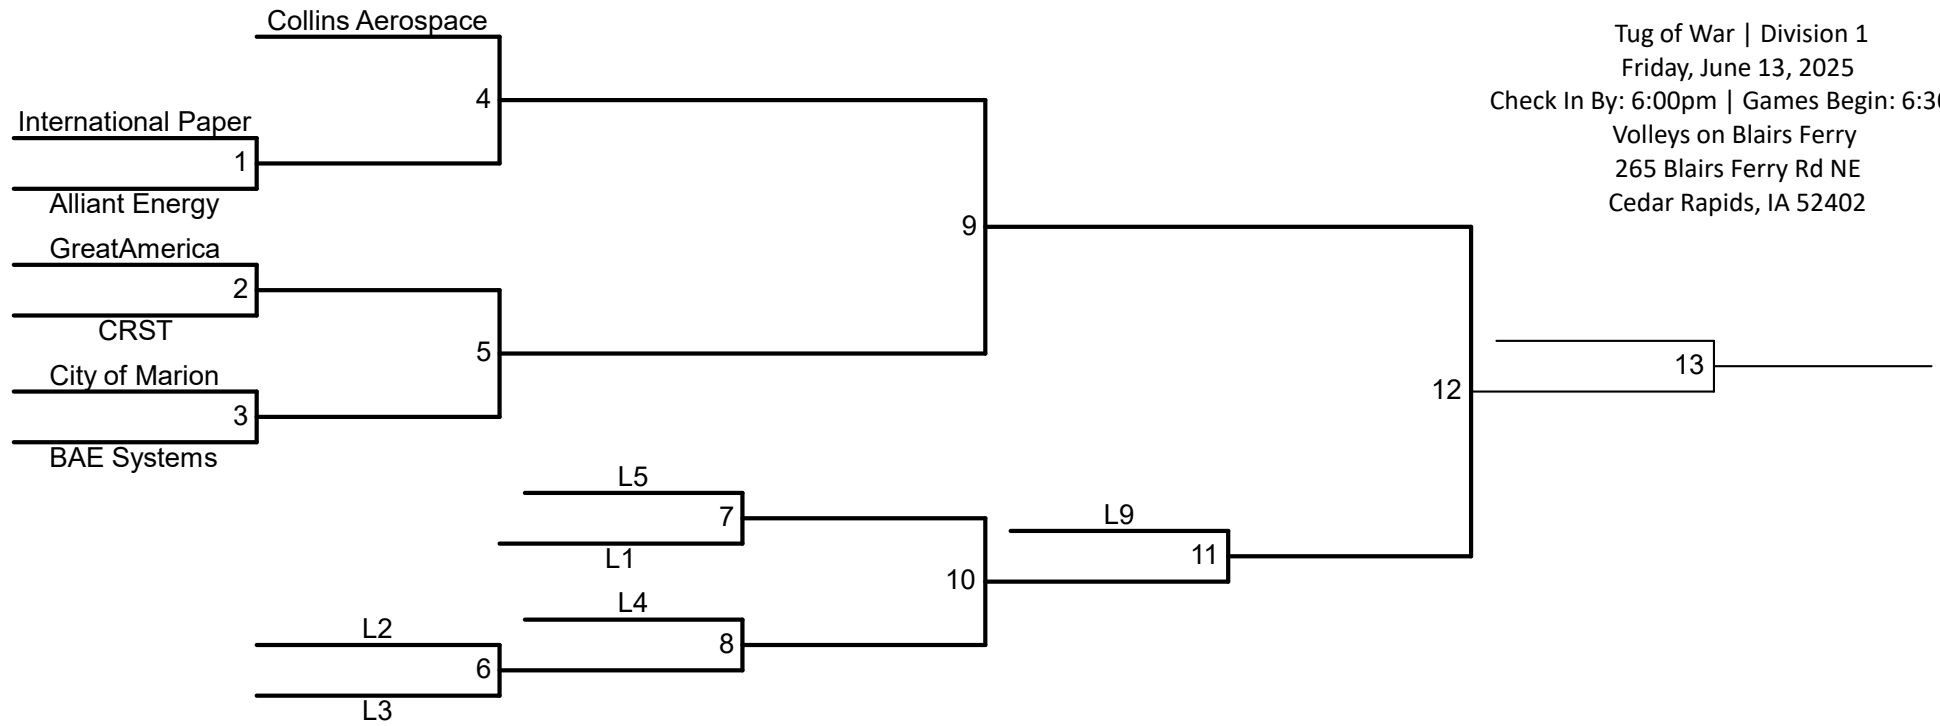 Collins Aerospace
Tug of War | Division 1
Friday, June 13, 2025
Check In By: 6:00pm | Games Begin: 6:30
Volleys on Blairs Ferry
265 Blairs Ferry Rd NE
Cedar Rapids, IA 52402
4
International Paper
1
Alliant Energy
GreatAmerica
9
2
CRST
5
City of Marion
13
12
3
BAE Systems
L5
7
L1
L9
11
10
L4
8
L2
6
L3